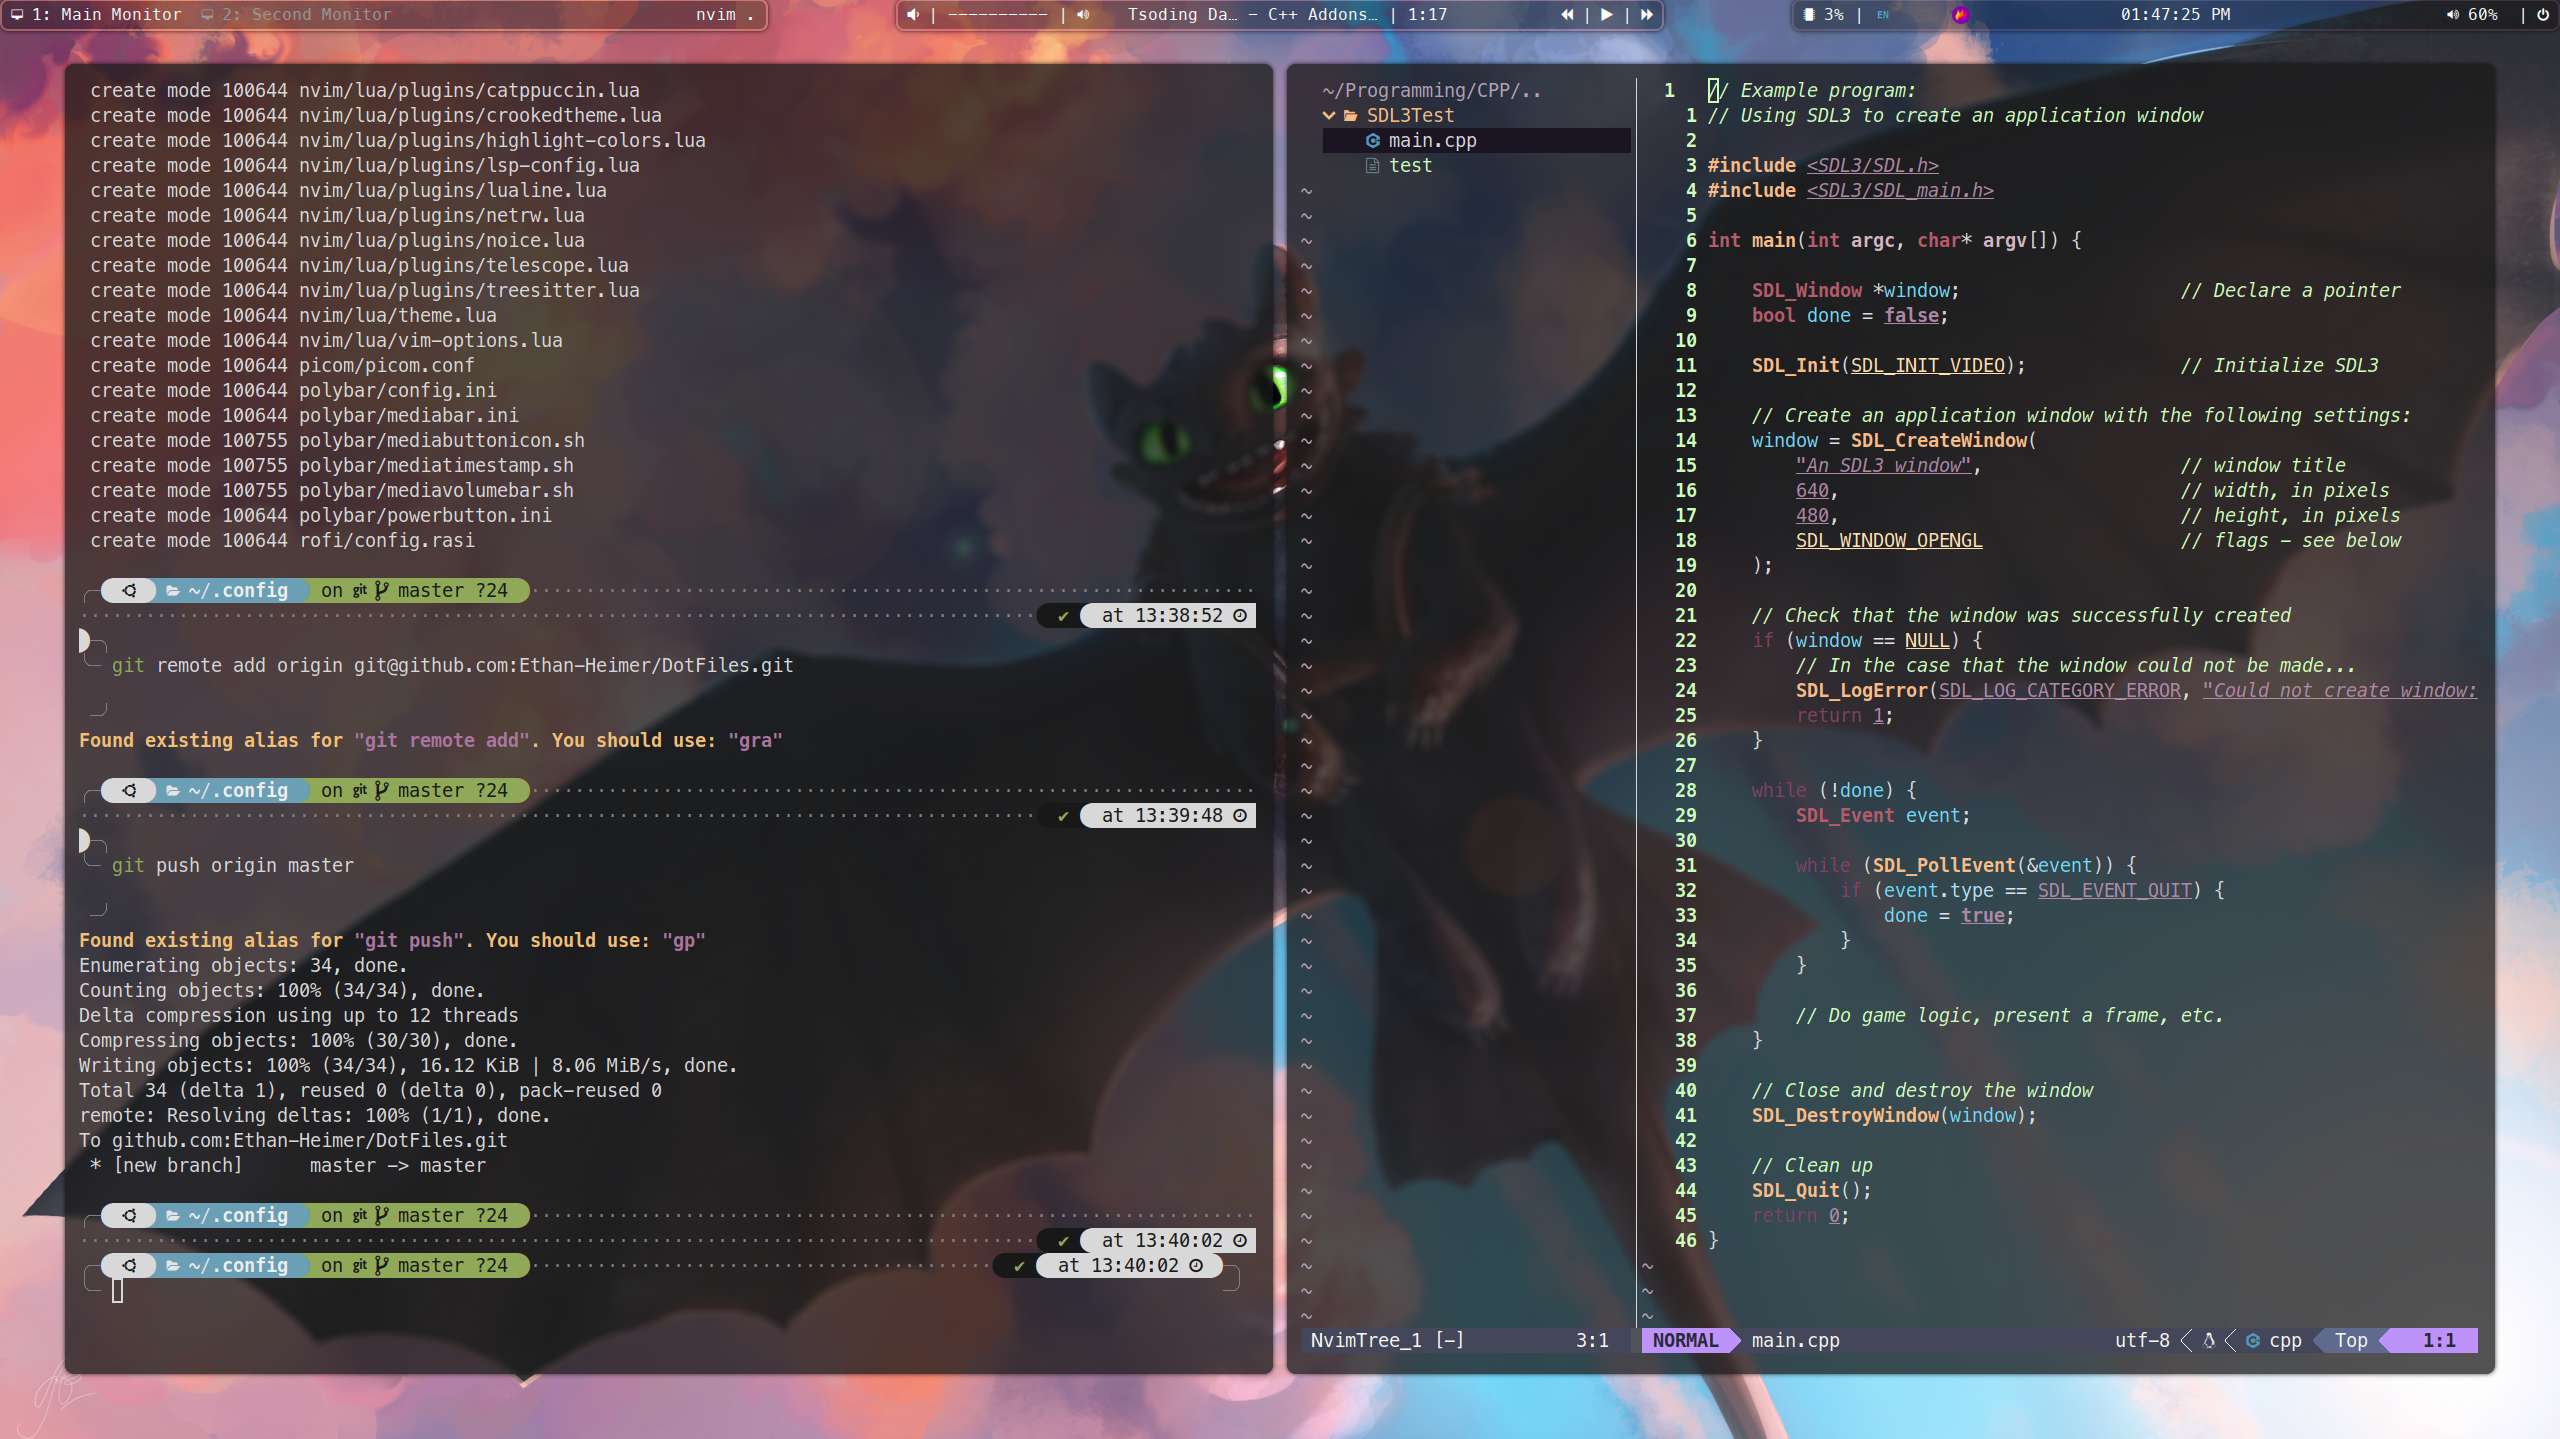 1: Main Monitor 2: Second Monitor nvim .
| ---------- | Tsoding Da… - C++ Addons… | 1:17 | |
3% | EN 01:47:25 PM 60% |
create mode 100644 nvim/lua/plugins/catppuccin.lua
create mode 100644 nvim/lua/plugins/crookedtheme.lua
create mode 100644 nvim/lua/plugins/highlight-colors.lua
create mode 100644 nvim/lua/plugins/lsp-config.lua
create mode 100644 nvim/lua/plugins/lualine.lua
create mode 100644 nvim/lua/plugins/netrw.lua
create mode 100644 nvim/lua/plugins/noice.lua
create mode 100644 nvim/lua/plugins/telescope.lua
create mode 100644 nvim/lua/plugins/treesitter.lua
create mode 100644 nvim/lua/theme.lua
create mode 100644 nvim/lua/vim-options.lua
create mode 100644 picom/picom.conf
create mode 100644 polybar/config.ini
create mode 100644 polybar/mediabar.ini
create mode 100755 polybar/mediabuttonicon.sh
create mode 100755 polybar/mediatimestamp.sh
create mode 100755 polybar/mediavolumebar.sh
create mode 100644 polybar/powerbutton.ini
create mode 100644 rofi/config.rasi
~/.config on git master ?24
✔ at 13:38:52
git remote add origin git@github.com:Ethan-Heimer/DotFiles.git
Found existing alias for "git remote add". You should use: "gra"
~/.config on git master ?24
✔ at 13:39:48
git push origin master
Found existing alias for "git push". You should use: "gp"
Enumerating objects: 34, done.
Counting objects: 100% (34/34), done.
Delta compression using up to 12 threads
Compressing objects: 100% (30/30), done.
Writing objects: 100% (34/34), 16.12 KiB | 8.06 MiB/s, done.
Total 34 (delta 1), reused 0 (delta 0), pack-reused 0
remote: Resolving deltas: 100% (1/1), done.
To github.com:Ethan-Heimer/DotFiles.git
* [new branch] master -> master
~/.config on git master ?24
✔ at 13:40:02
~/.config on git master ?24 ✔ at 13:40:02
~/Programming/CPP/..
SDL3Test
main.cpp
test
1 // Example program:
1 // Using SDL3 to create an application window
2
3 #include <SDL3/SDL.h>
4 #include <SDL3/SDL_main.h>
5
6 int main(int argc, char* argv[]) {
7
8 SDL_Window *window; // Declare a pointer
9 bool done = false;
10
11 SDL_Init(SDL_INIT_VIDEO); // Initialize SDL3
12
13 // Create an application window with the following settings:
14 window = SDL_CreateWindow(
15 "An SDL3 window", // window title
16 640, // width, in pixels
17 480, // height, in pixels
18 SDL_WINDOW_OPENGL // flags - see below
19 );
20
21 // Check that the window was successfully created
22 if (window == NULL) {
23 // In the case that the window could not be made...
24 SDL_LogError(SDL_LOG_CATEGORY_ERROR, "Could not create window:
25 return 1;
26 }
27
28 while (!done) {
29 SDL_Event event;
30
31 while (SDL_PollEvent(&event)) {
32 if (event.type == SDL_EVENT_QUIT) {
33 done = true;
34 }
35 }
36
37 // Do game logic, present a frame, etc.
38 }
39
40 // Close and destroy the window
41 SDL_DestroyWindow(window);
42
43 // Clean up
44 SDL_Quit();
45 return 0;
46 }
NvimTree_1 [-] 3:1 NORMAL main.cpp utf-8 cpp Top 1:1